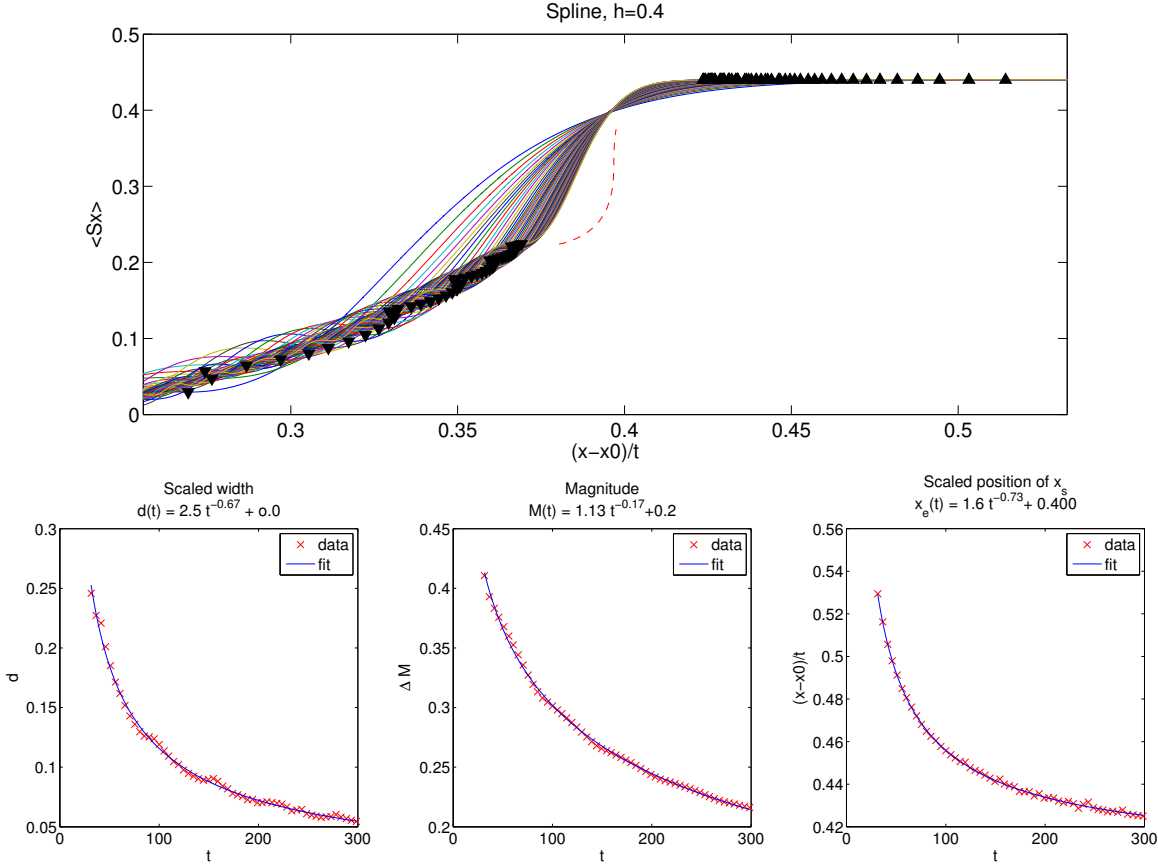 Spline, h=0.4
0.5
0.4
0.3
0.2
0.1
0
<Sx>
0.3 0.35 0.4 0.45 0.5
(x−x0)/t
Scaled width
d(t) = 2.5 t^−0.67 + o.0
0.3
0.25
0.2
0.15
0.1
0.05
d
0 100 200 300
t
data
fit
Magnitude
M(t) = 1.13 t^−0.17+0.2
0.45
0.4
0.35
0.3
0.25
0.2
Δ M
0 100 200 300
t
data
fit
Scaled position of x_s
x_e(t) = 1.6 t^−0.73+ 0.400
0.56
0.54
0.52
0.5
0.48
0.46
0.44
0.42
(x−x0)/t
0 100 200 300
t
data
fit